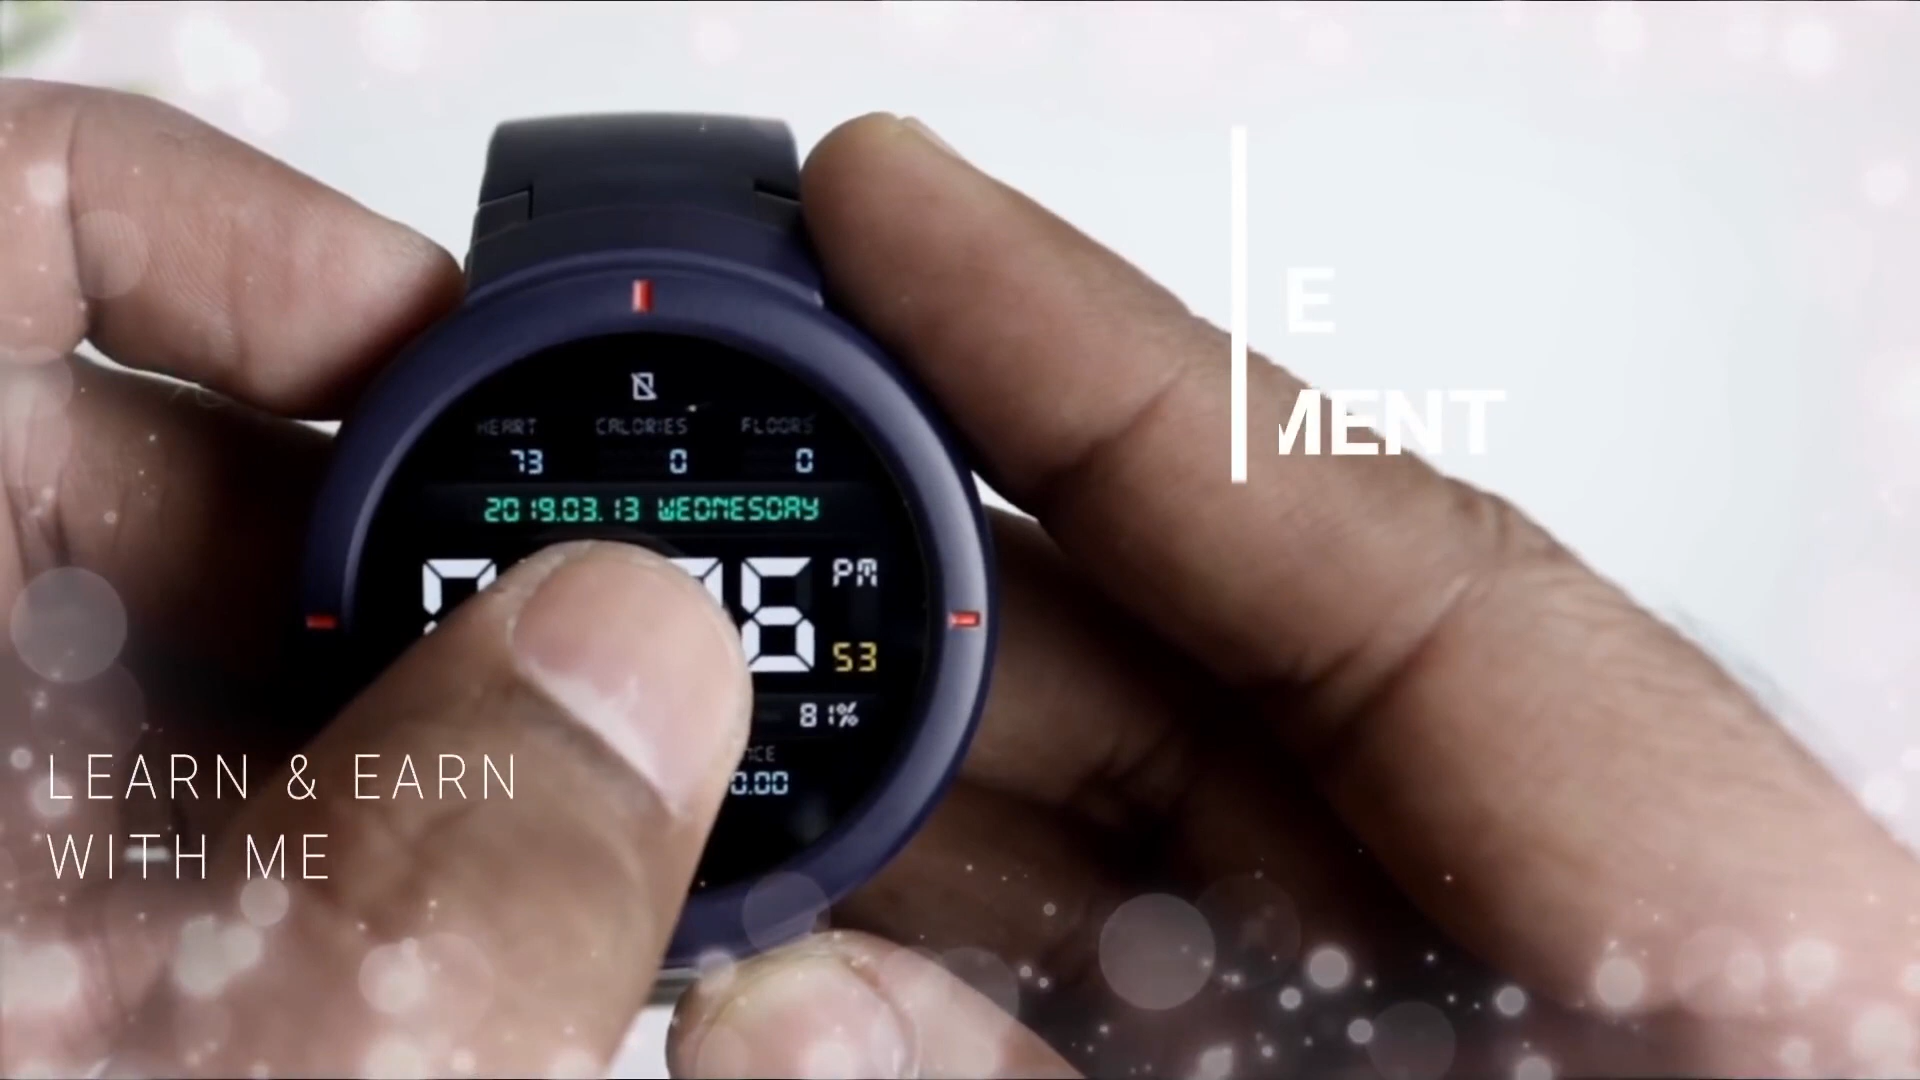 HEART CALORIES FLOORS
73 0 0
2019.03.13 WEDNESDAY
6 PM
53
81%
0.00
E
MENT
LEARN & EARN
WITH ME